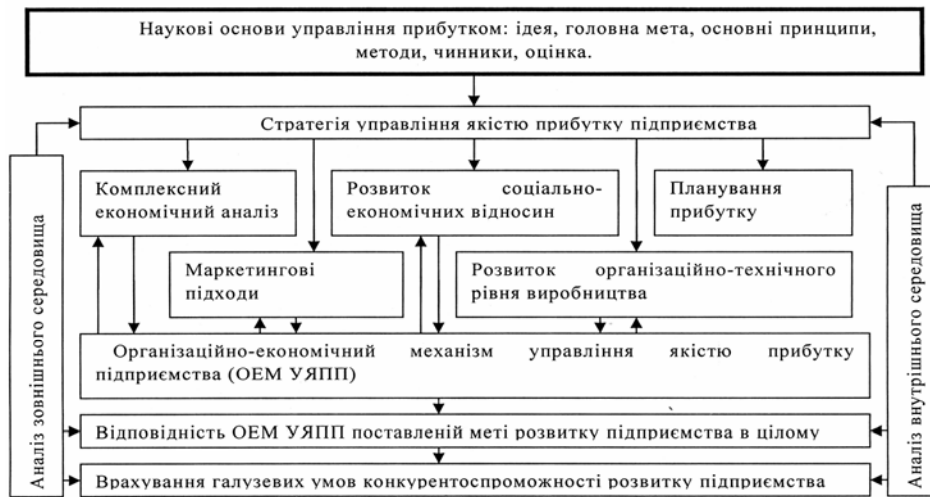 Наукові основи управління прибутком: ідея, головна мета, основні принципи,
методи, чинники, оцінка.
Стратегія управління якістю прибутку підприємства
Комплексний
економічний аналіз
Розвиток соціально-
економічних відносин
Планування
прибутку
Маркетингові
підходи
Розвиток організаційно-технічного
рівня виробництва
Організаційно-економічний механізм управління якістю прибутку
підприємства (ОЕМ УЯПП)
Відповідність ОЕМ УЯПП поставленій меті розвитку підприємства в цілому
Врахування галузевих умов конкурентоспроможності розвитку підприємства
Аналіз зовнішнього середовища
Аналіз внутрішнього середовища